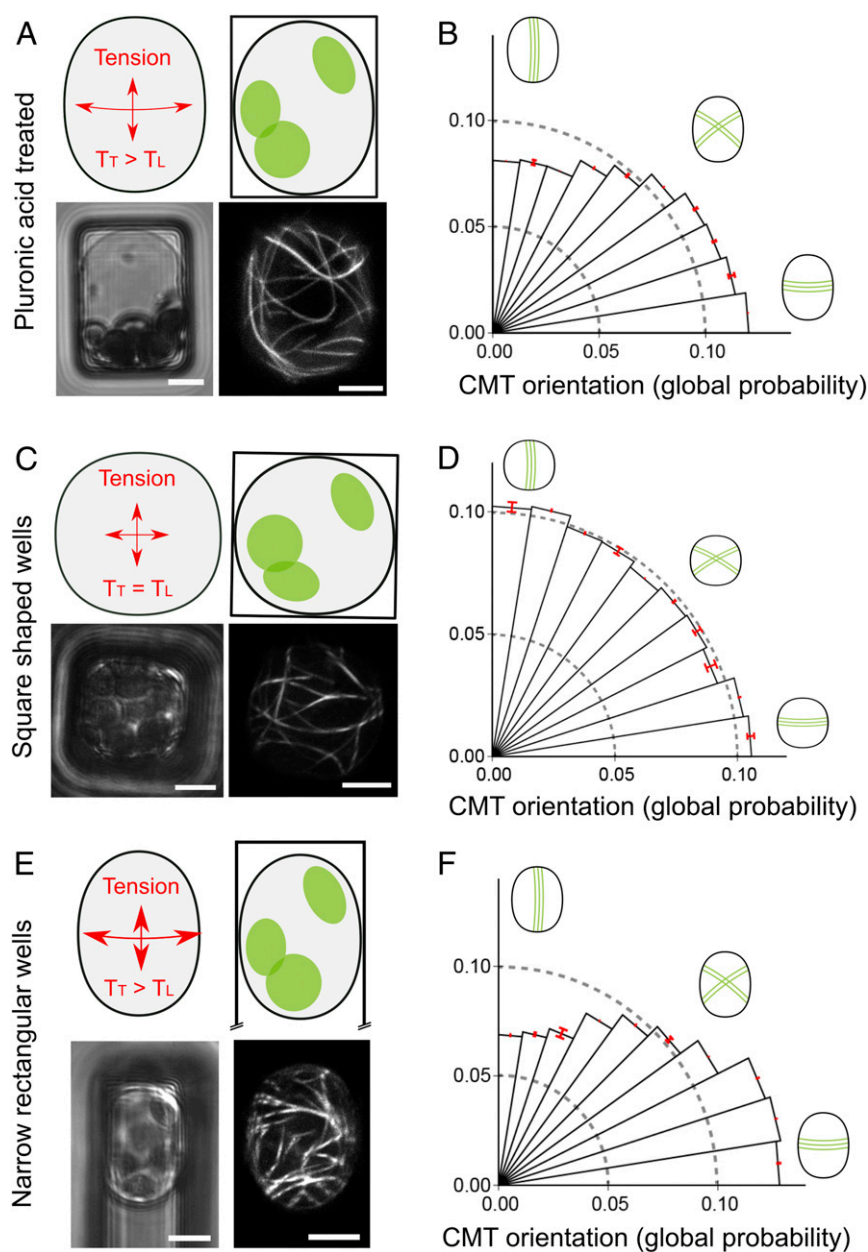 A
Tension
TT > TL
Pluronic acid treated
B
0.10
0.05
0.00
0.00
0.05
0.10
CMT orientation (global probability)
C
Tension
TT = TL
Square shaped wells
D
0.10
0.05
0.00
0.00
0.05
0.10
CMT orientation (global probability)
E
Tension
TT > TL
Narrow rectangular wells
F
0.10
0.05
0.00
0.00
0.05
0.10
CMT orientation (global probability)